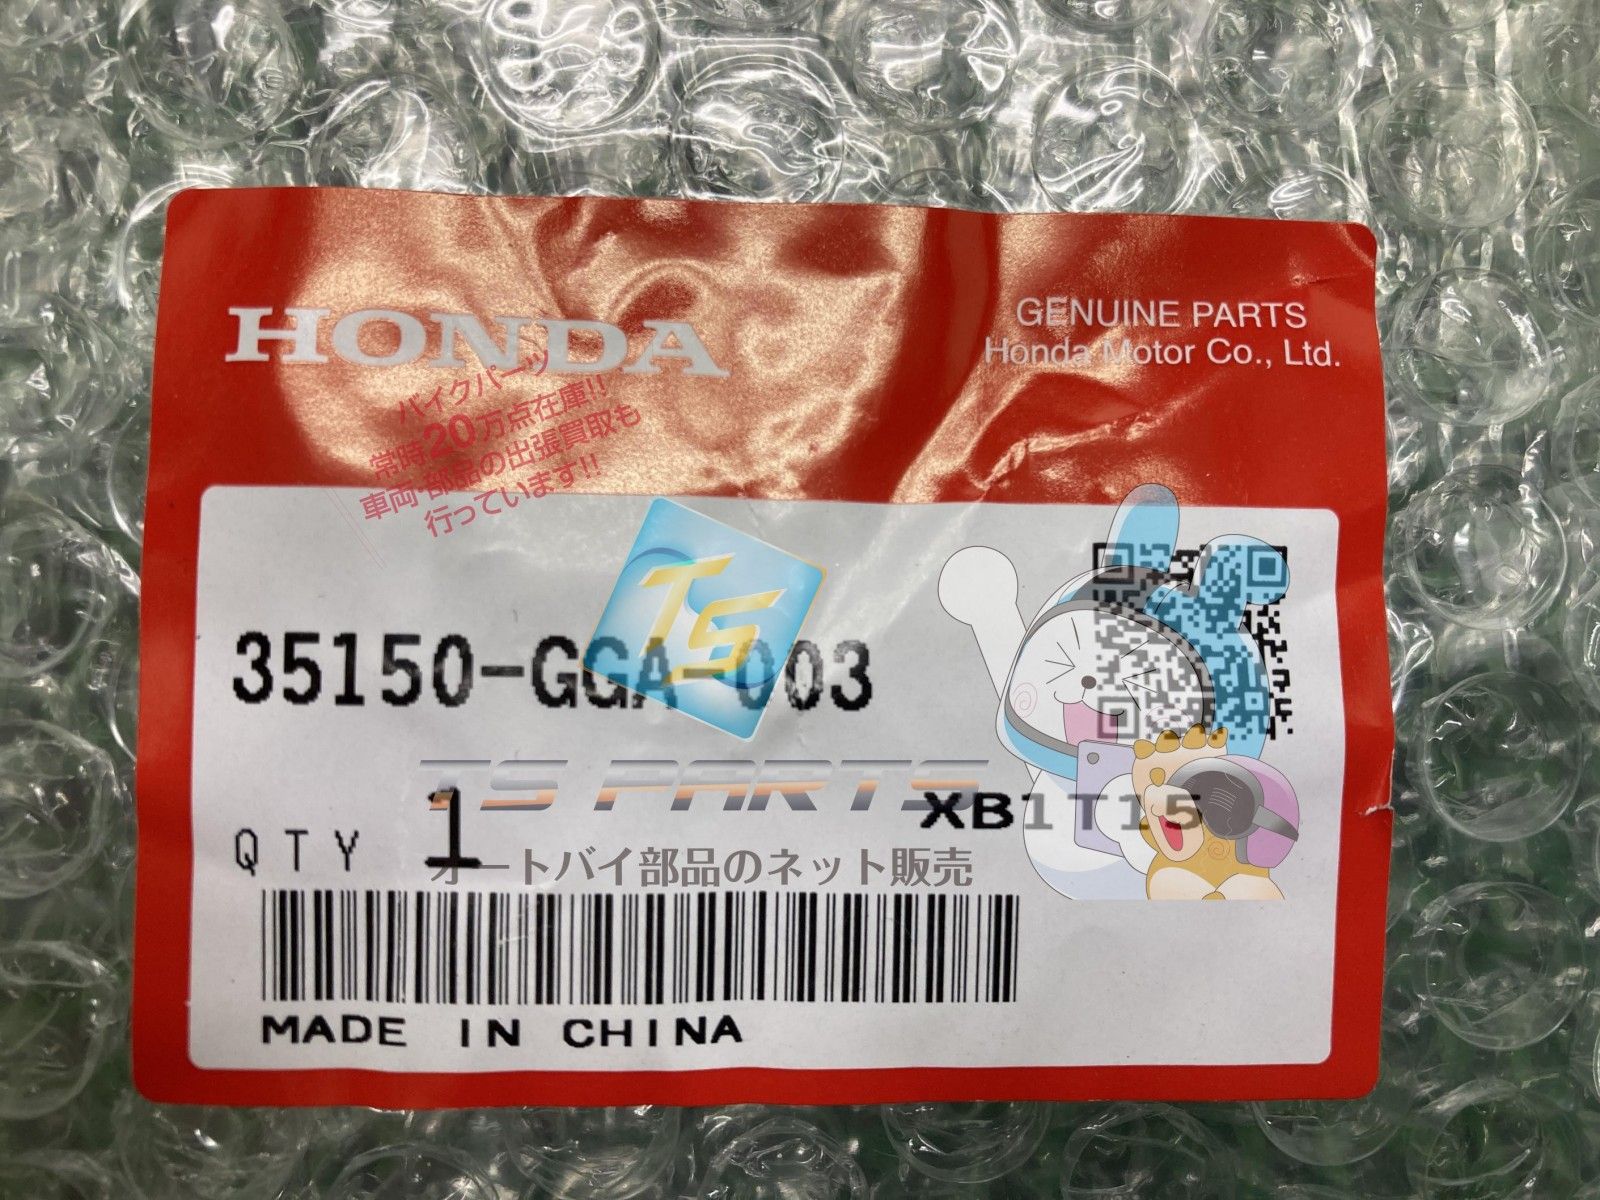 HONDA
GENUINE PARTS
Honda Motor Co., Ltd.
バイクパーツ
常時20万点在庫!!
車両・部品の出張買取も
行っています!!
TS
35150-GGA-003
TS PARTS
XB1T15
QTY 1
オートバイ部品のネット販売
MADE IN CHINA